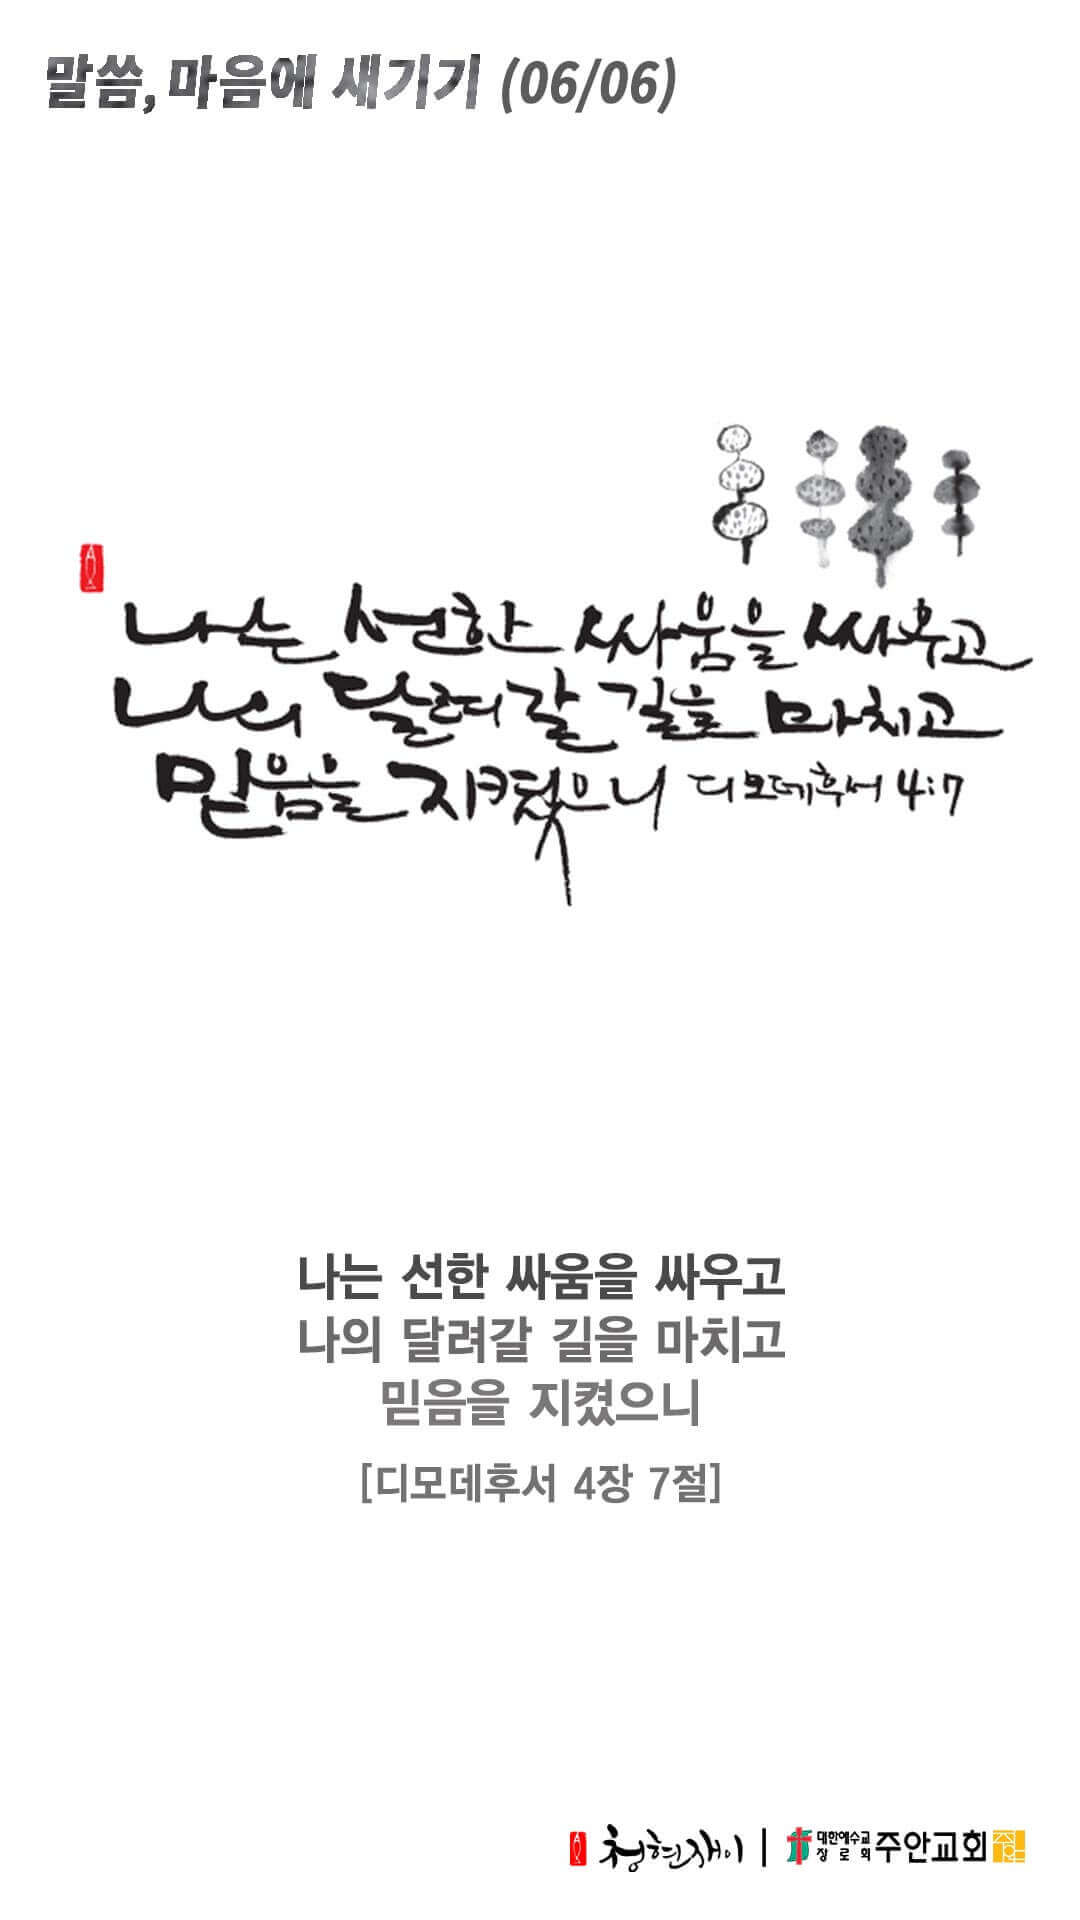 말씀, 마음에 새기기 (06/06)
나는 선한 싸움을 싸우고
나의 달려갈 길을 마치고
믿음을 지켰으니 디모데후서 4:7
나는 선한 싸움을 싸우고
나의 달려갈 길을 마치고
믿음을 지켰으니
[디모데후서 4장 7절]
청현재이 | 대한예수교 장로회 주안교회